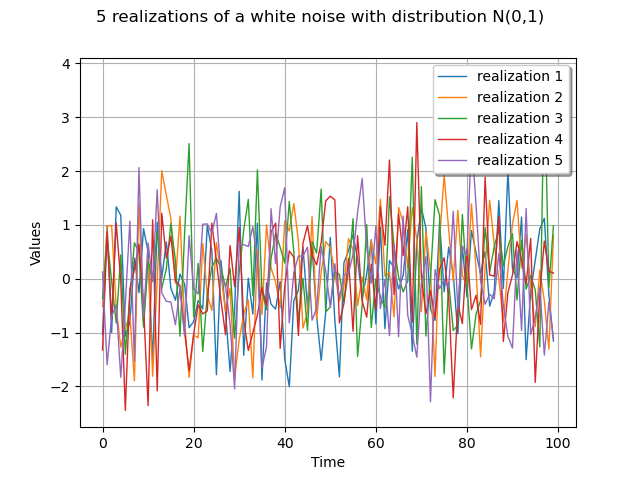 5 realizations of a white noise with distribution N(0,1)
4
3
2
1
0
−1
−2
Values
0
20
40
60
80
100
Time
realization 1
realization 2
realization 3
realization 4
realization 5